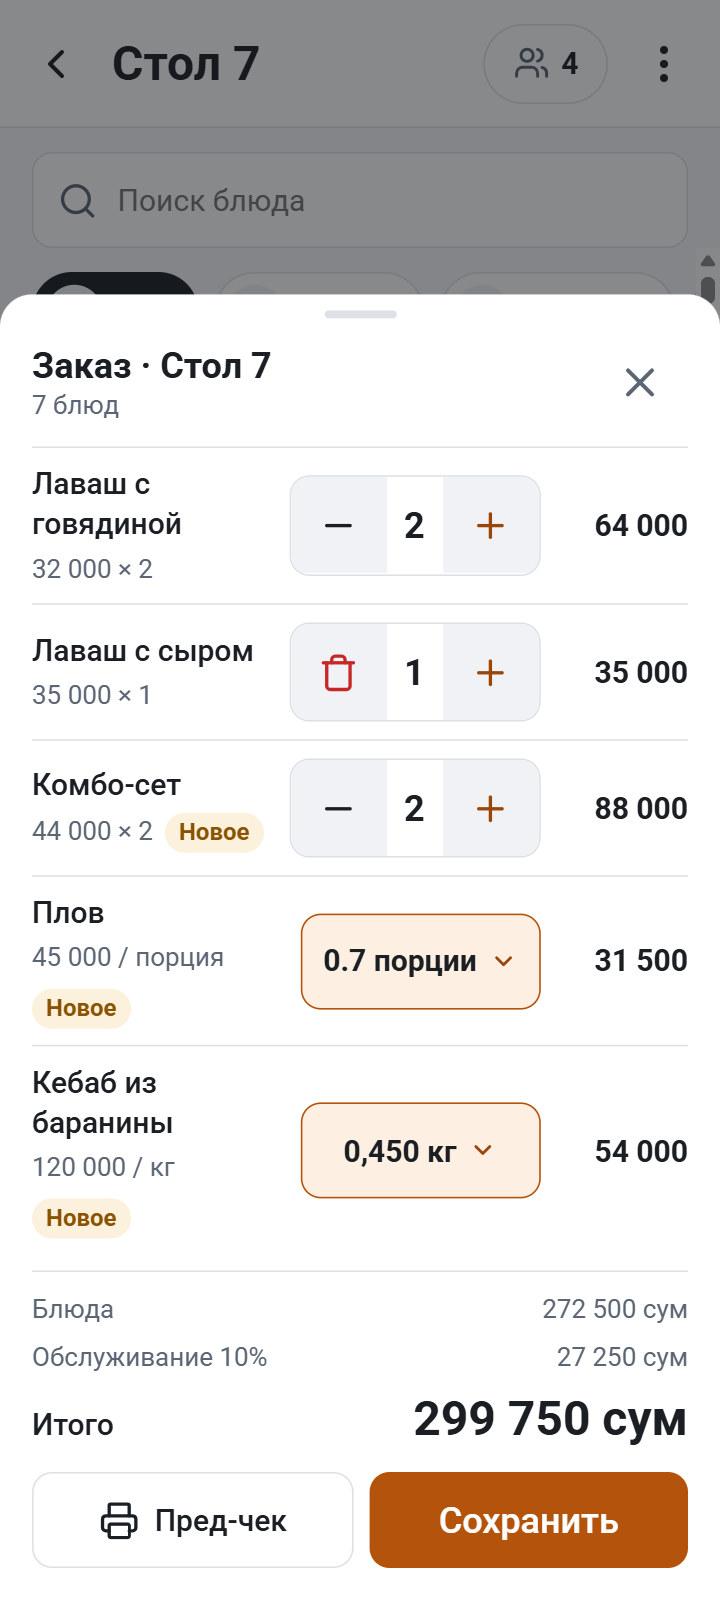 Стол 7
4
Поиск блюда
Заказ · Стол 7
7 блюд
Лаваш с
говядиной
32 000 × 2
2
64 000
Лаваш с сыром
35 000 × 1
1
35 000
Комбо-сет
44 000 × 2 Новое
2
88 000
Плов
45 000 / порция
Новое
0.7 порции
31 500
Кебаб из
баранины
120 000 / кг
Новое
0,450 кг
54 000
Блюда 272 500 сум
Обслуживание 10% 27 250 сум
Итого 299 750 сум
Пред-чек
Сохранить